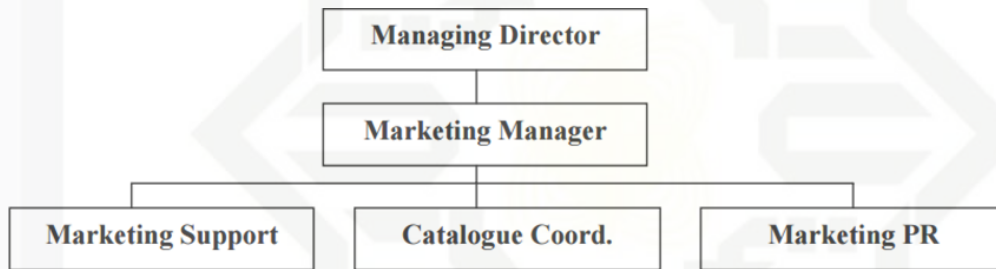 Managing Director
Marketing Manager
Marketing Support
Catalogue Coord.
Marketing PR